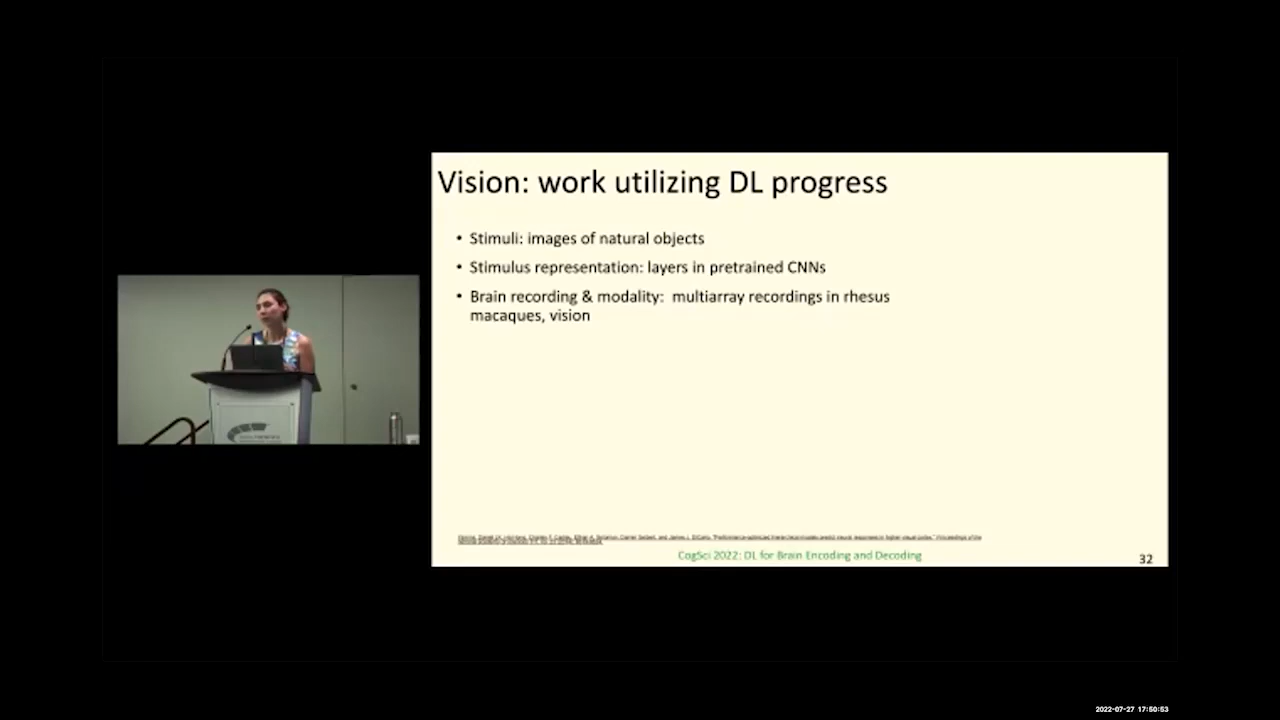 Vision: work utilizing DL progress
• Stimuli: images of natural objects
• Stimulus representation: layers in pretrained CNNs
• Brain recording & modality: multiarray recordings in rhesus
macaques, vision
CogSci 2022: DL for Brain Encoding and Decoding
32
2022-07-27 17:50:53